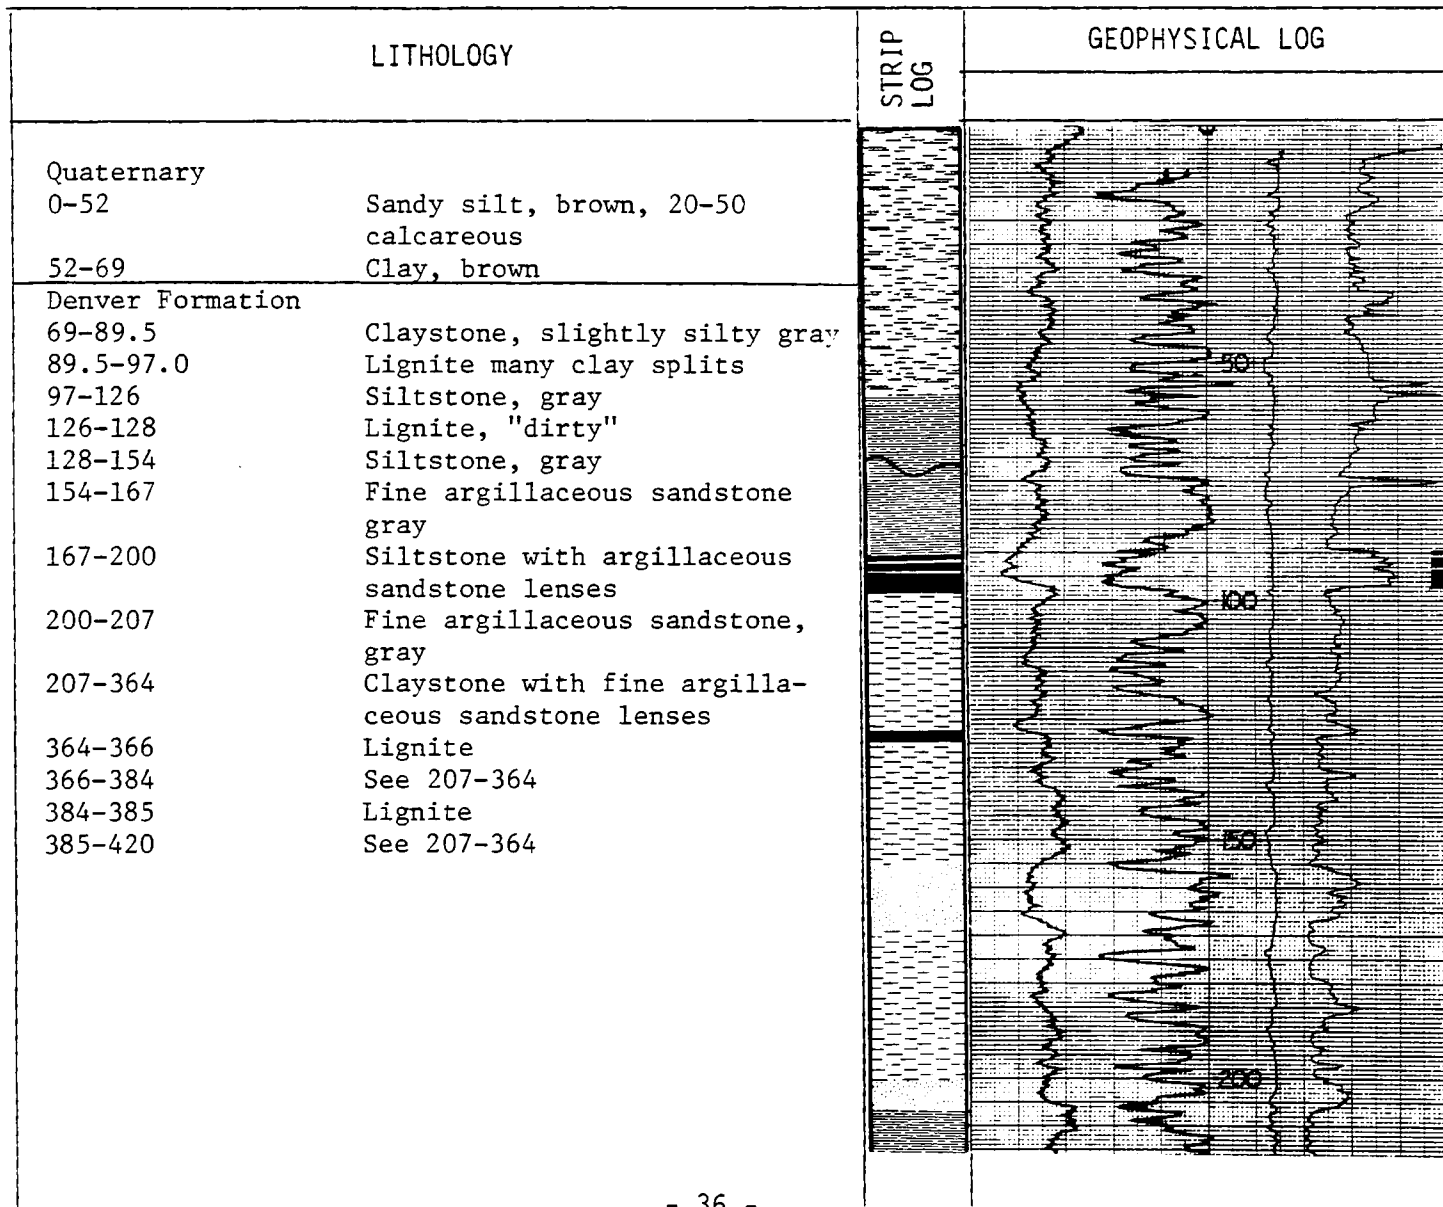 LITHOLOGY
STRIP LOG
GEOPHYSICAL LOG
Quaternary
0-52 Sandy silt, brown, 20-50
calcareous
52-69 Clay, brown
Denver Formation
69-89.5 Claystone, slightly silty gray
89.5-97.0 Lignite many clay splits
97-126 Siltstone, gray
126-128 Lignite, "dirty"
128-154 Siltstone, gray
154-167 Fine argillaceous sandstone
gray
167-200 Siltstone with argillaceous
sandstone lenses
200-207 Fine argillaceous sandstone,
gray
207-364 Claystone with fine argilla-
ceous sandstone lenses
364-366 Lignite
366-384 See 207-364
384-385 Lignite
385-420 See 207-364
50
100
150
200
- 36 -